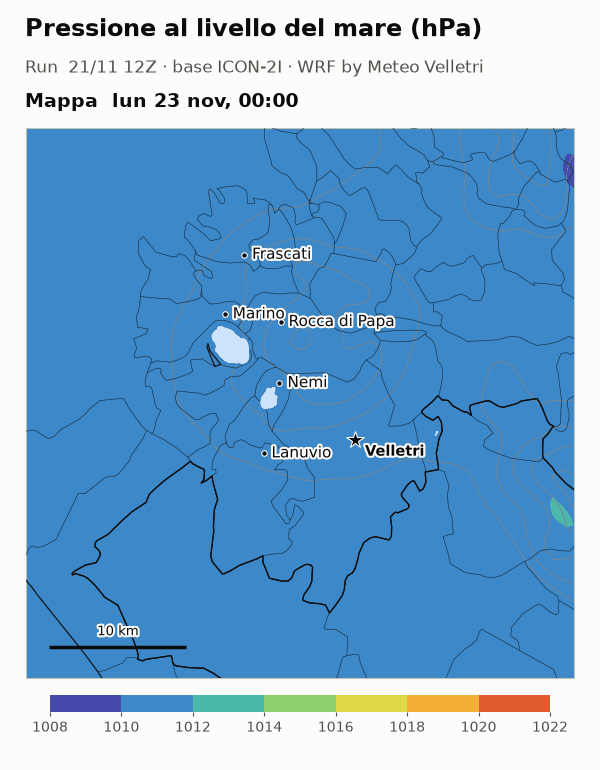 Pressione al livello del mare (hPa)
Run  21/11 12Z · base ICON-2I · WRF by Meteo Velletri
Mappa  lun 23 nov, 00:00
Frascati
Marino
Rocca di Papa
Nemi
Velletri
Lanuvio
10 km
1008 1010 1012 1014 1016 1018 1020 1022